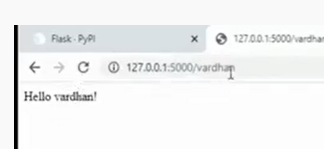 Flask · PyPI
127.0.0.1:5000/vardhan
127.0.0.1:5000/vardhan
Hello vardhan!